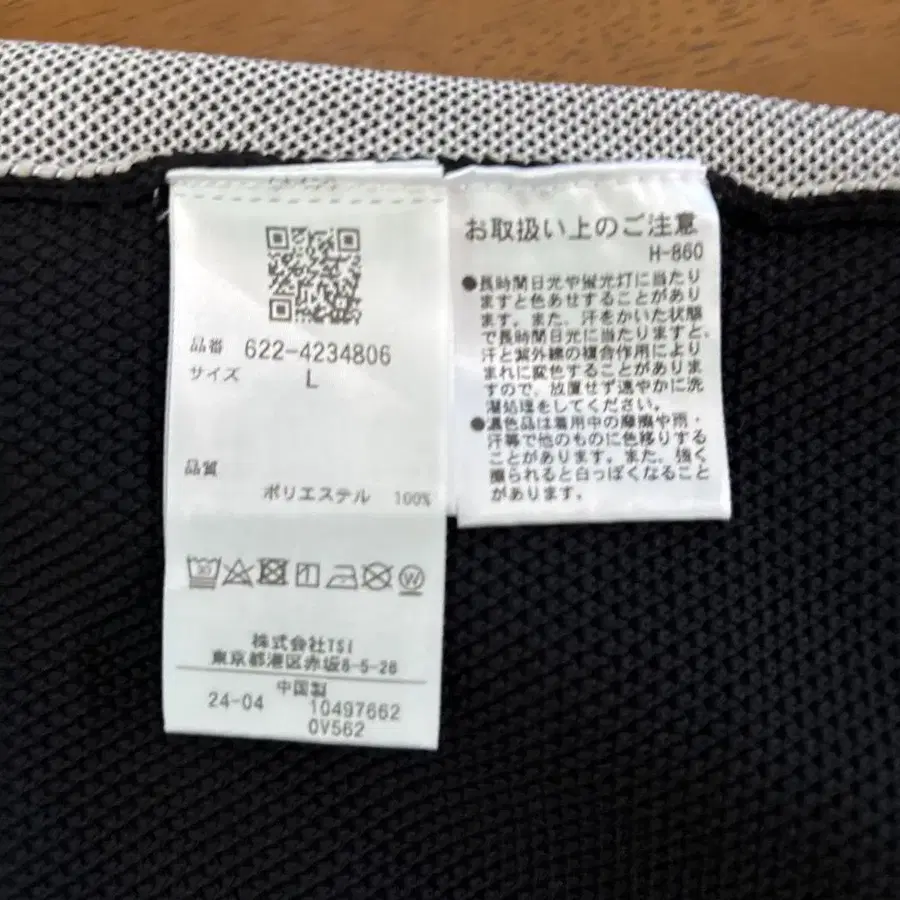 品番 622-4234806
サイズ L
品質
ポリエステル 100%
株式会社TSI
東京都港区赤坂8-5-26
中国製
24-04 10497662
0V562
お取扱い上のご注意
H-860
●長時間日光や蛍光灯に当たり
ますと色あせすることがあり
ます。また、汗をかいた状態
で長時間日光に当たりますと、
汗と紫外線の複合作用により
まれに変色することがありま
すので、放置せず速やかに洗
濯処理をしてください。
●濃色品は着用中の摩擦や雨・
汗等で他のものに色移りする
ことがあります。また、強く
擦られると白っぽくなること
があります。